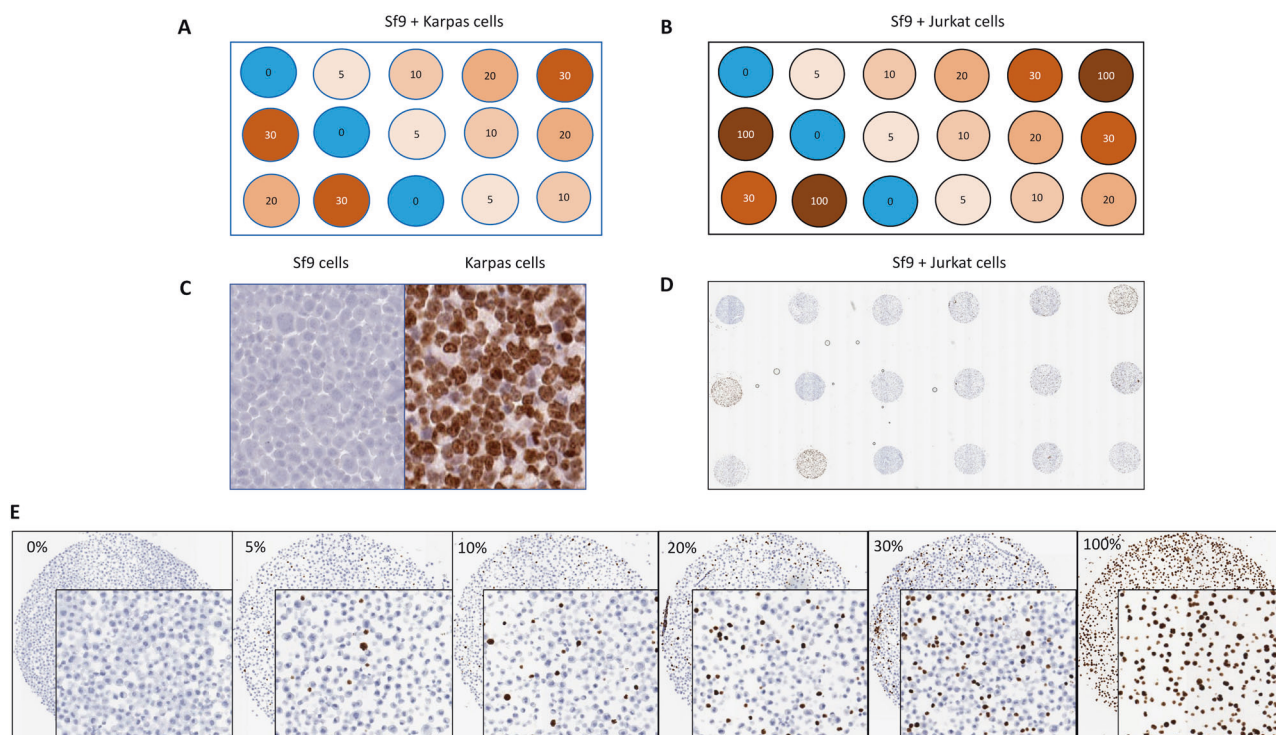 A
Sf9 + Karpas cells
0 5 10 20 30
30 0 5 10 20
20 30 0 5 10
B
Sf9 + Jurkat cells
0 5 10 20 30 100
100 0 5 10 20 30
30 100 0 5 10 20
C
Sf9 cells Karpas cells
D
Sf9 + Jurkat cells
E
0% 5% 10% 20% 30% 100%